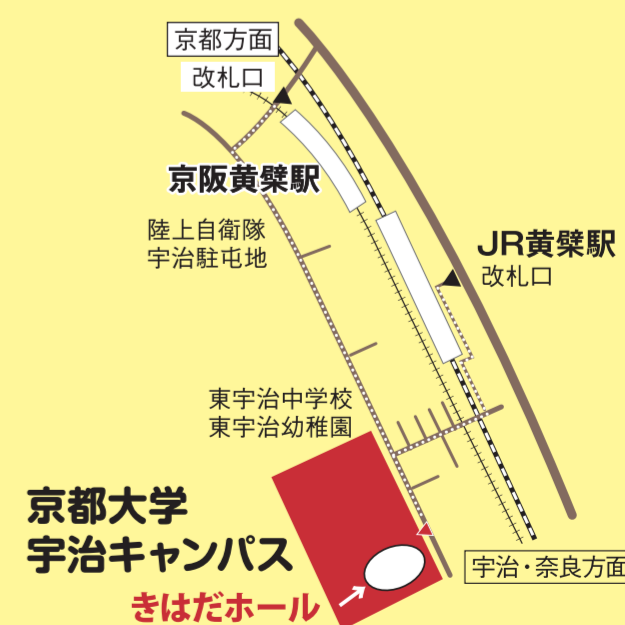 京都方面
改札口
京阪黄檗駅
陸上自衛隊
宇治駐屯地
JR黄檗駅
改札口
東宇治中学校
東宇治幼稚園
京都大学
宇治キャンパス
きはだホール
宇治・奈良方面